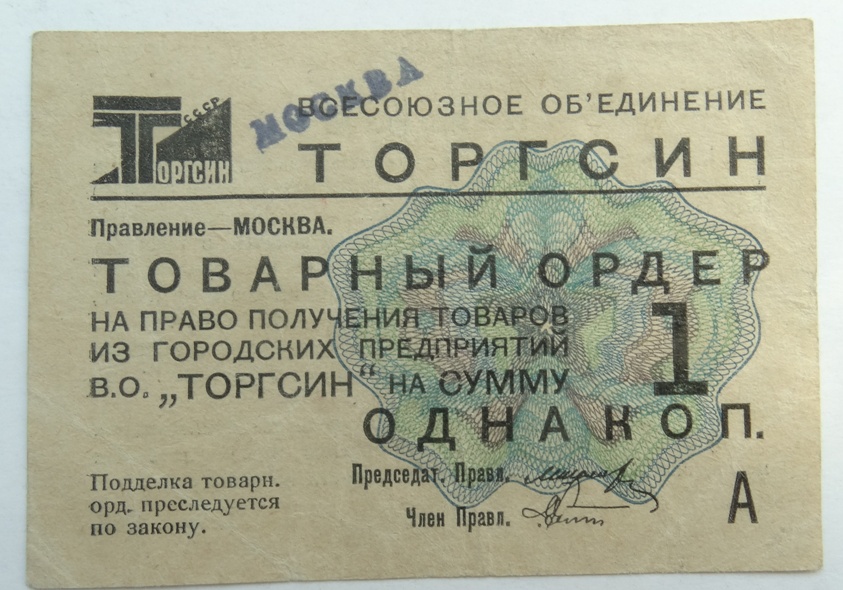 МОСКВА
СССР
ТОРГСИН
ВСЕСОЮЗНОЕ ОБ'ЕДИНЕНИЕ
ТОРГСИН
Правление—МОСКВА.
ТОВАРНЫЙ ОРДЕР
НА ПРАВО ПОЛУЧЕНИЯ ТОВАРОВ
ИЗ ГОРОДСКИХ ПРЕДПРИЯТИЙ
В.О. „ТОРГСИН" НА СУММУ
1
ОДНА КОП.
Подделка товарн.
орд. преследуется
по закону.
Председат. Правл.
Член Правл.
А